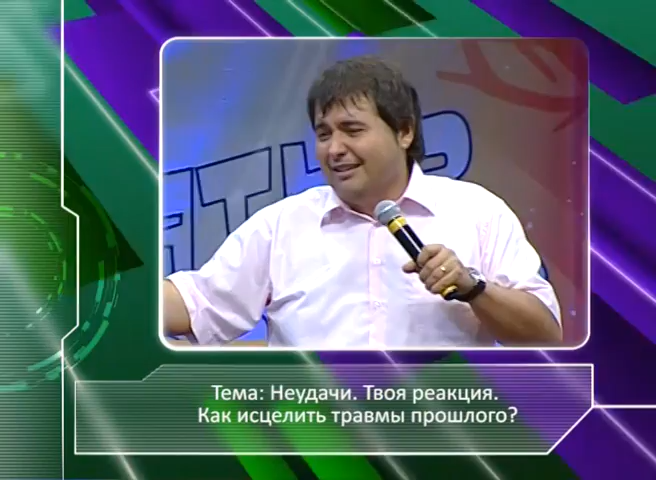 Тема: Неудачи. Твоя реакция.
Как исцелить травмы прошлого?